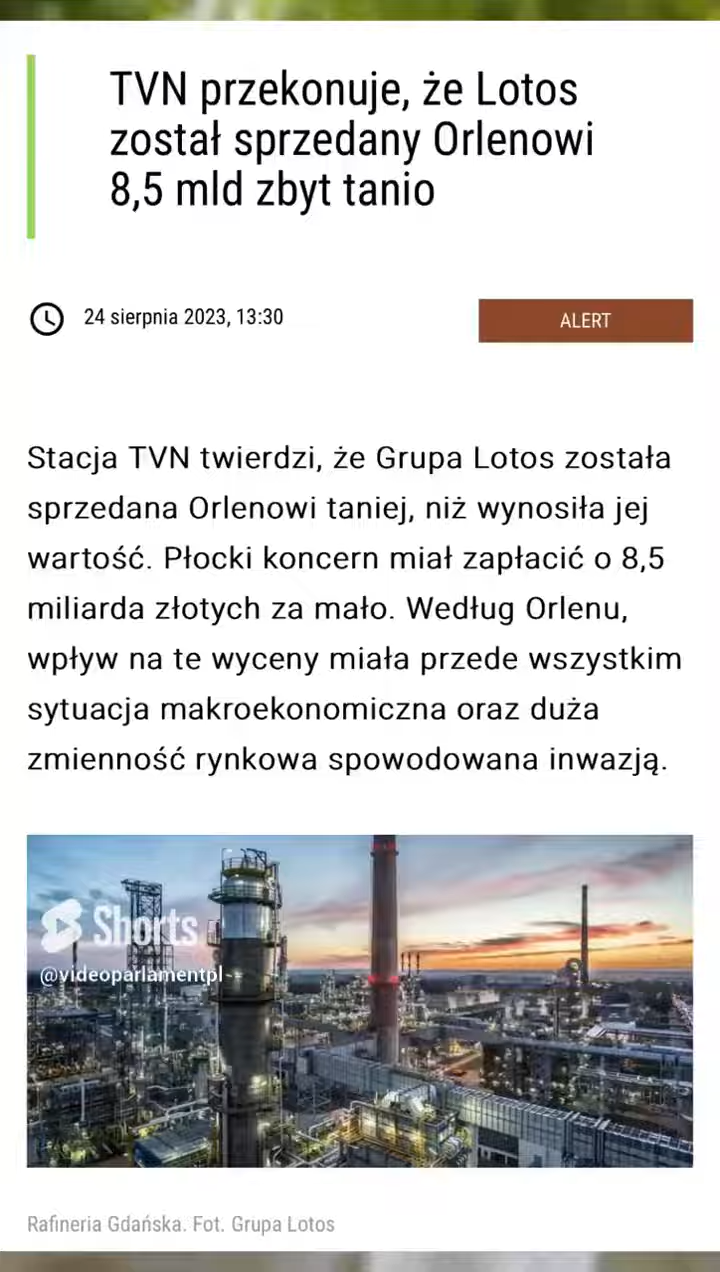 TVN przekonuje, że Lotos
został sprzedany Orlenowi
8,5 mld zbyt tanio
24 sierpnia 2023, 13:30
ALERT
Stacja TVN twierdzi, że Grupa Lotos została
sprzedana Orlenowi taniej, niż wynosiła jej
wartość. Płocki koncern miał zapłacić o 8,5
miliarda złotych za mało. Według Orlenu,
wpływ na te wyceny miała przede wszystkim
sytuacja makroekonomiczna oraz duża
zmienność rynkowa spowodowana inwazją.
Shorts
@videoparlamentpl
Rafineria Gdańska. Fot. Grupa Lotos